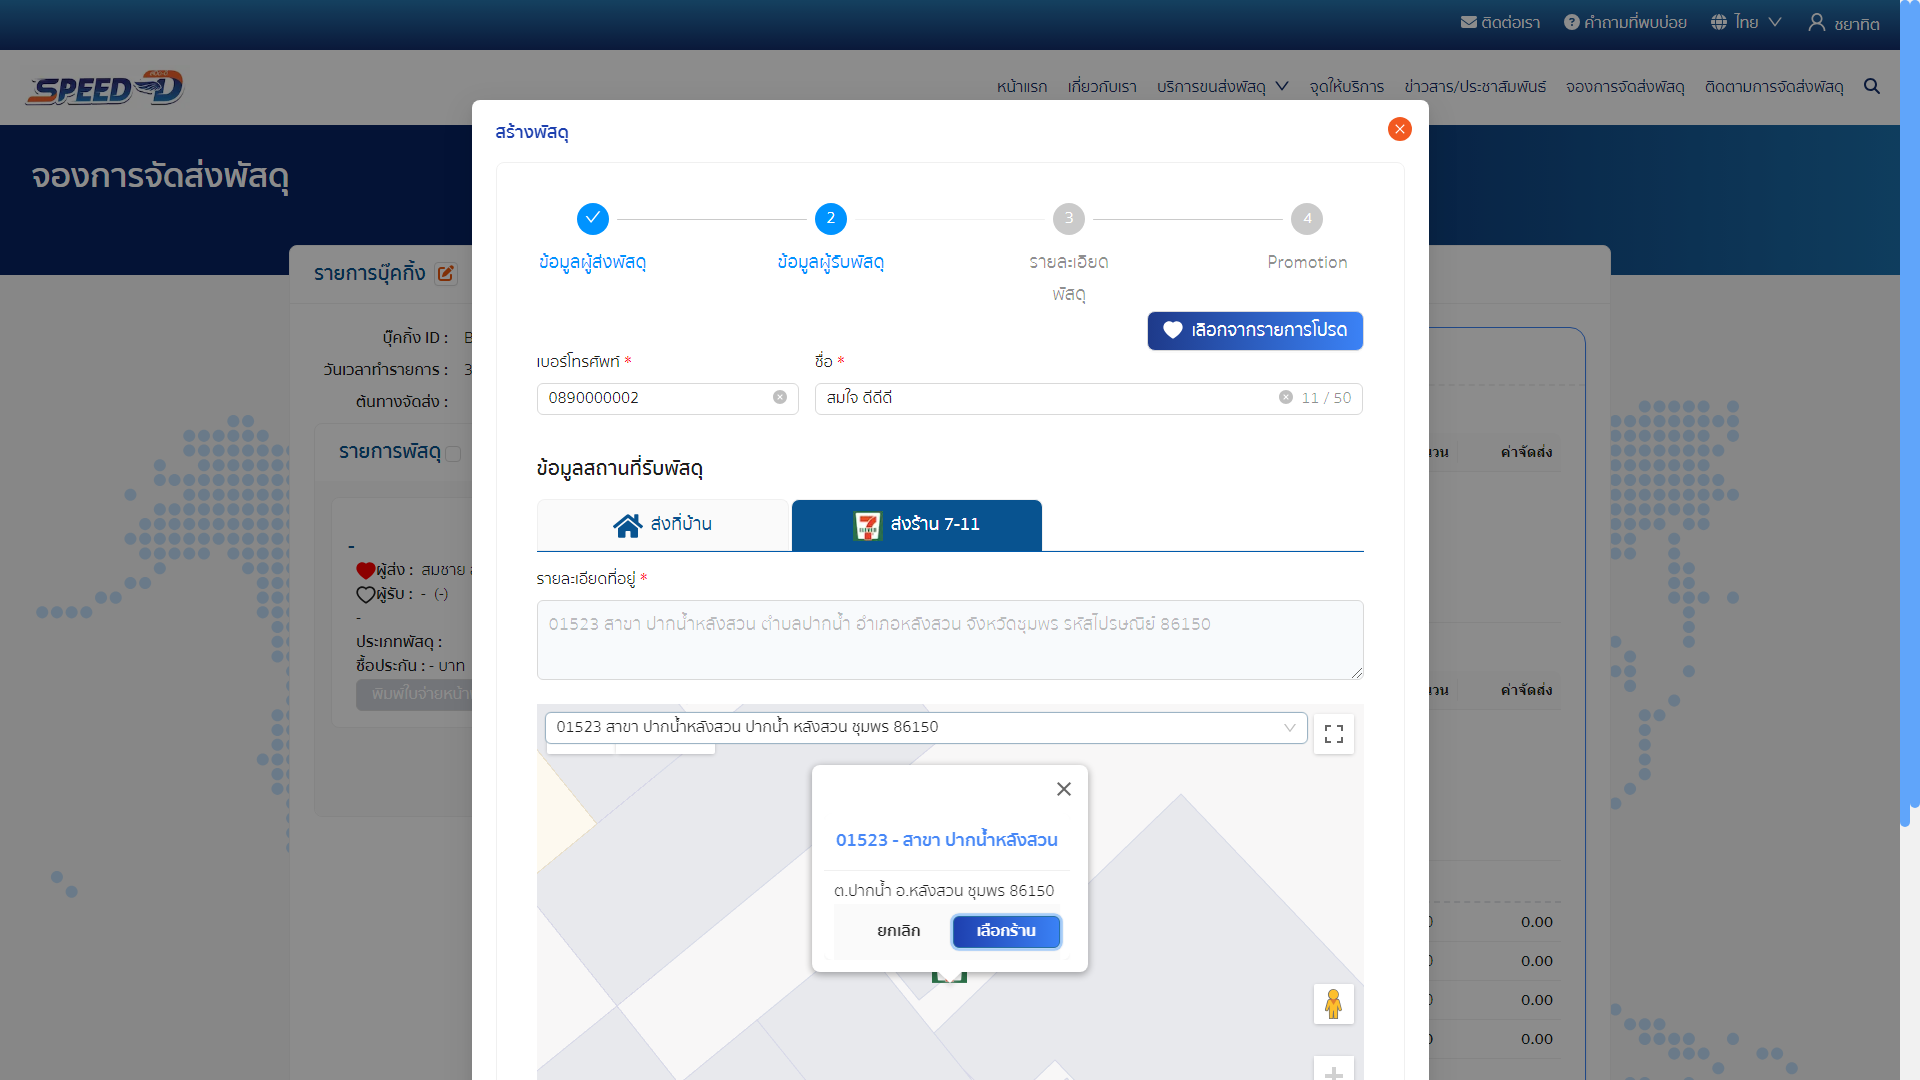 ติดต่อเรา คำถามที่พบบ่อย ไทย ชยาทิต
SPEED-D
หน้าแรก เกี่ยวกับเรา บริการขนส่งพัสดุ จุดให้บริการ ข่าวสาร/ประชาสัมพันธ์ จองการจัดส่งพัสดุ ติดตามการจัดส่งพัสดุ
จองการจัดส่งพัสดุ
สร้างพัสดุ
2 3 4
ข้อมูลผู้ส่งพัสดุ ข้อมูลผู้รับพัสดุ รายละเอียด Promotion
พัสดุ
เลือกจากรายการโปรด
เบอร์โทรศัพท์ * ชื่อ *
0890000002 สมใจ ดีดีดี 11 / 50
ข้อมูลสถานที่รับพัสดุ
ส่งที่บ้าน ส่งร้าน 7-11
รายละเอียดที่อยู่ *
01523 สาขา ปากน้ำหลังสวน ตำบลปากน้ำ อำเภอหลังสวน จังหวัดชุมพร รหัสไปรษณีย์ 86150
01523 สาขา ปากน้ำหลังสวน ปากน้ำ หลังสวน ชุมพร 86150
01523 - สาขา ปากน้ำหลังสวน
ต.ปากน้ำ อ.หลังสวน ชุมพร 86150
ยกเลิก เลือกร้าน
รายการบุ๊คกิ้ง
บุ๊คกิ้ง ID :
วันเวลาทำรายการ : 3
ต้นทางจัดส่ง :
รายการพัสดุ
-
ผู้ส่ง : สมชาย
ผู้รับ : - (-)
-
ประเภทพัสดุ :
ชื้อประกัน : - บาท
พิมพ์ใบจ่ายหน้า
ค่าจัดส่ง
ค่าจัดส่ง
0.00
0.00
0.00
0.00